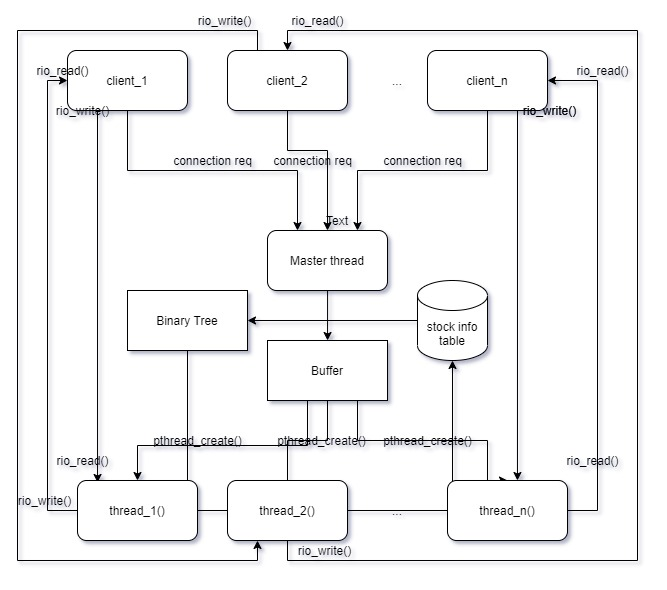 rio_write()
rio_read()
rio_read()
client_1
client_2
...
client_n
rio_read()
rio_write()
rio_write()
connection req
connection req
connection req
Text
Master thread
Binary Tree
stock info
table
Buffer
pthread_create()
pthread_create()
pthread_create()
rio_read()
rio_read()
rio_write()
thread_1()
thread_2()
...
thread_n()
rio_write()